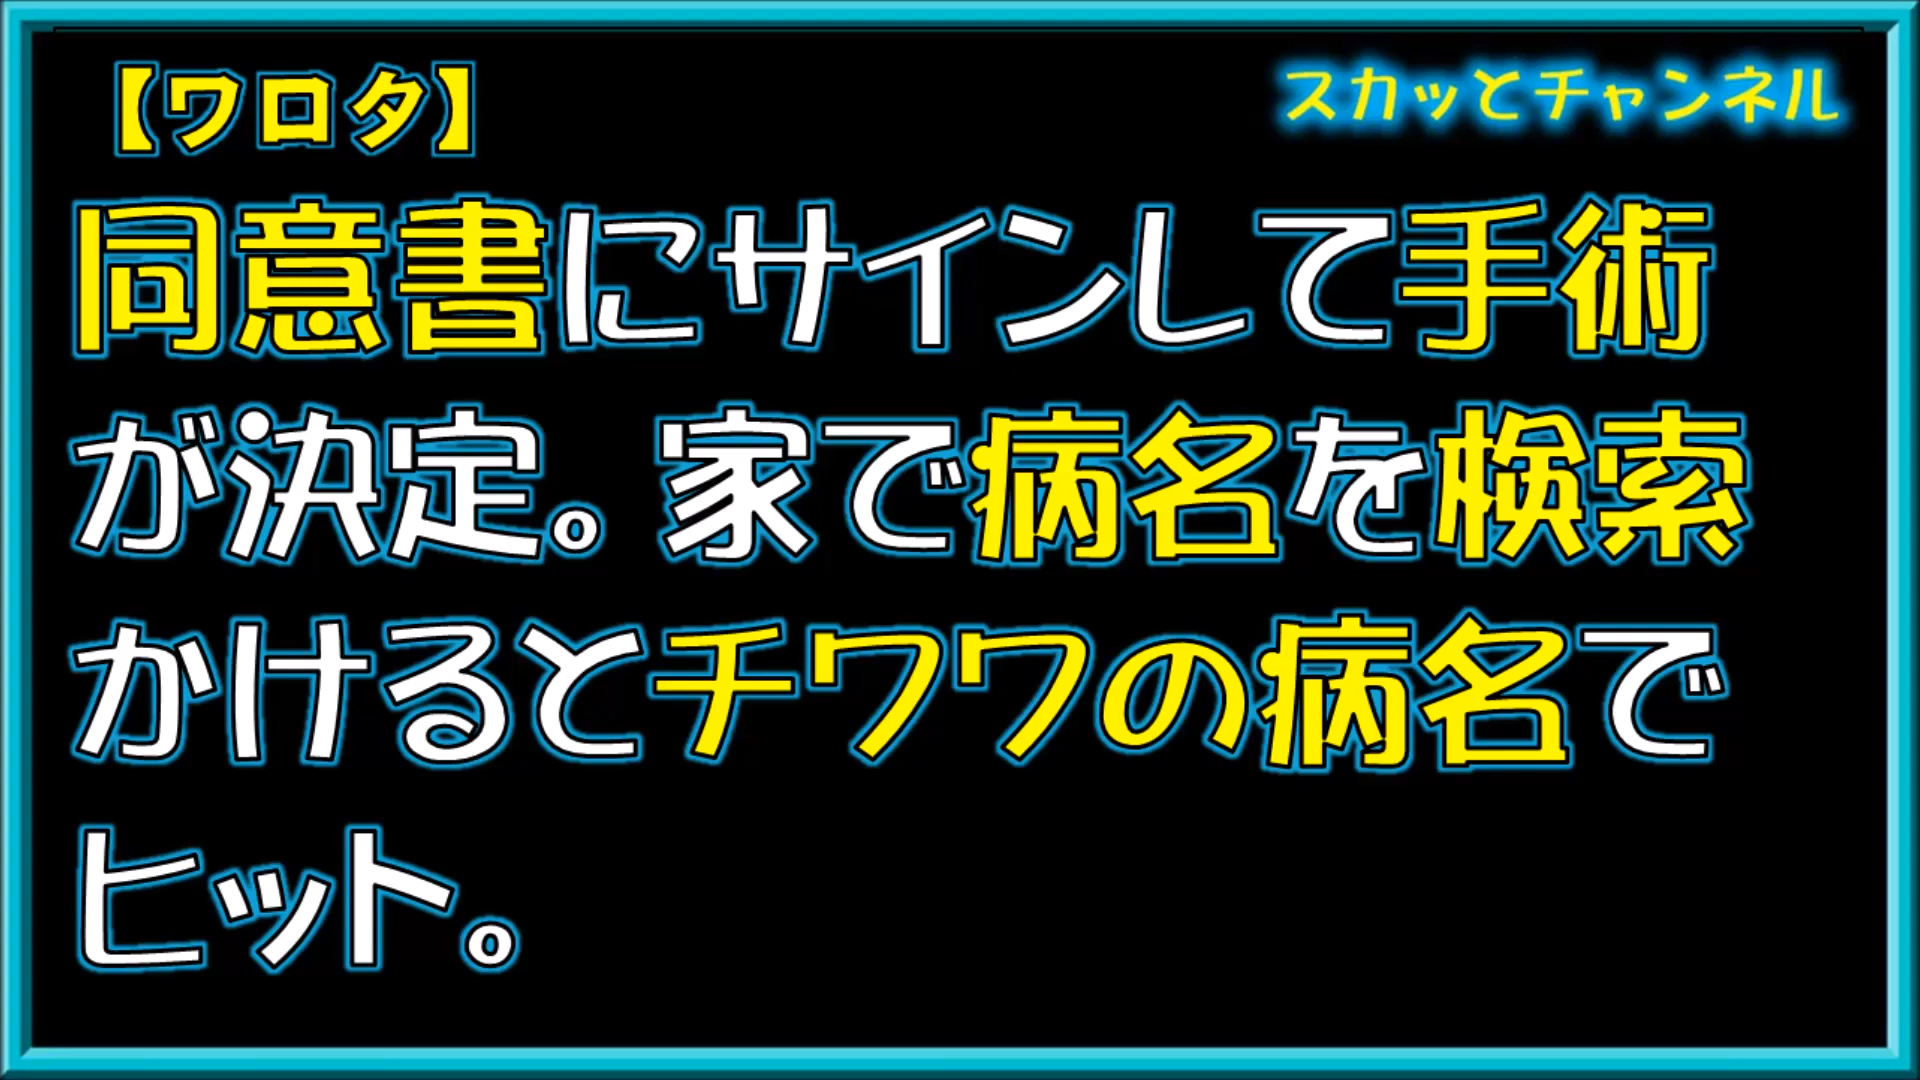 【ワロタ】
スカッとチャンネル
同意書にサインして手術
が決定。家で病名を検索
かけるとチワワの病名で
ヒット。